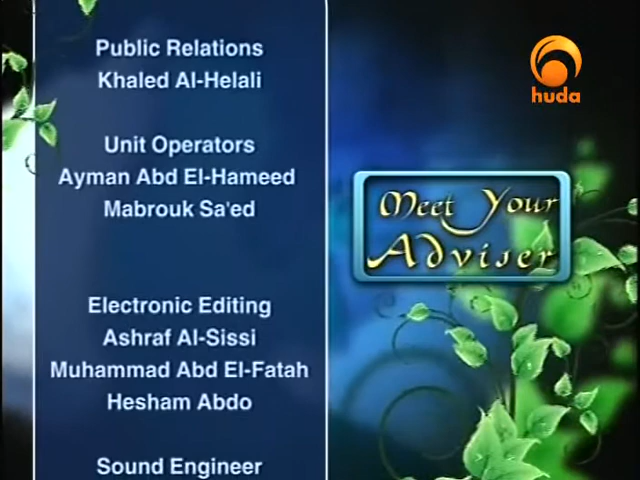 Public Relations
Khaled Al-Helali
Unit Operators
Ayman Abd El-Hameed
Mabrouk Sa'ed
Electronic Editing
Ashraf Al-Sissi
Muhammad Abd El-Fatah
Hesham Abdo
Sound Engineer
huda
Meet Your
Adviser